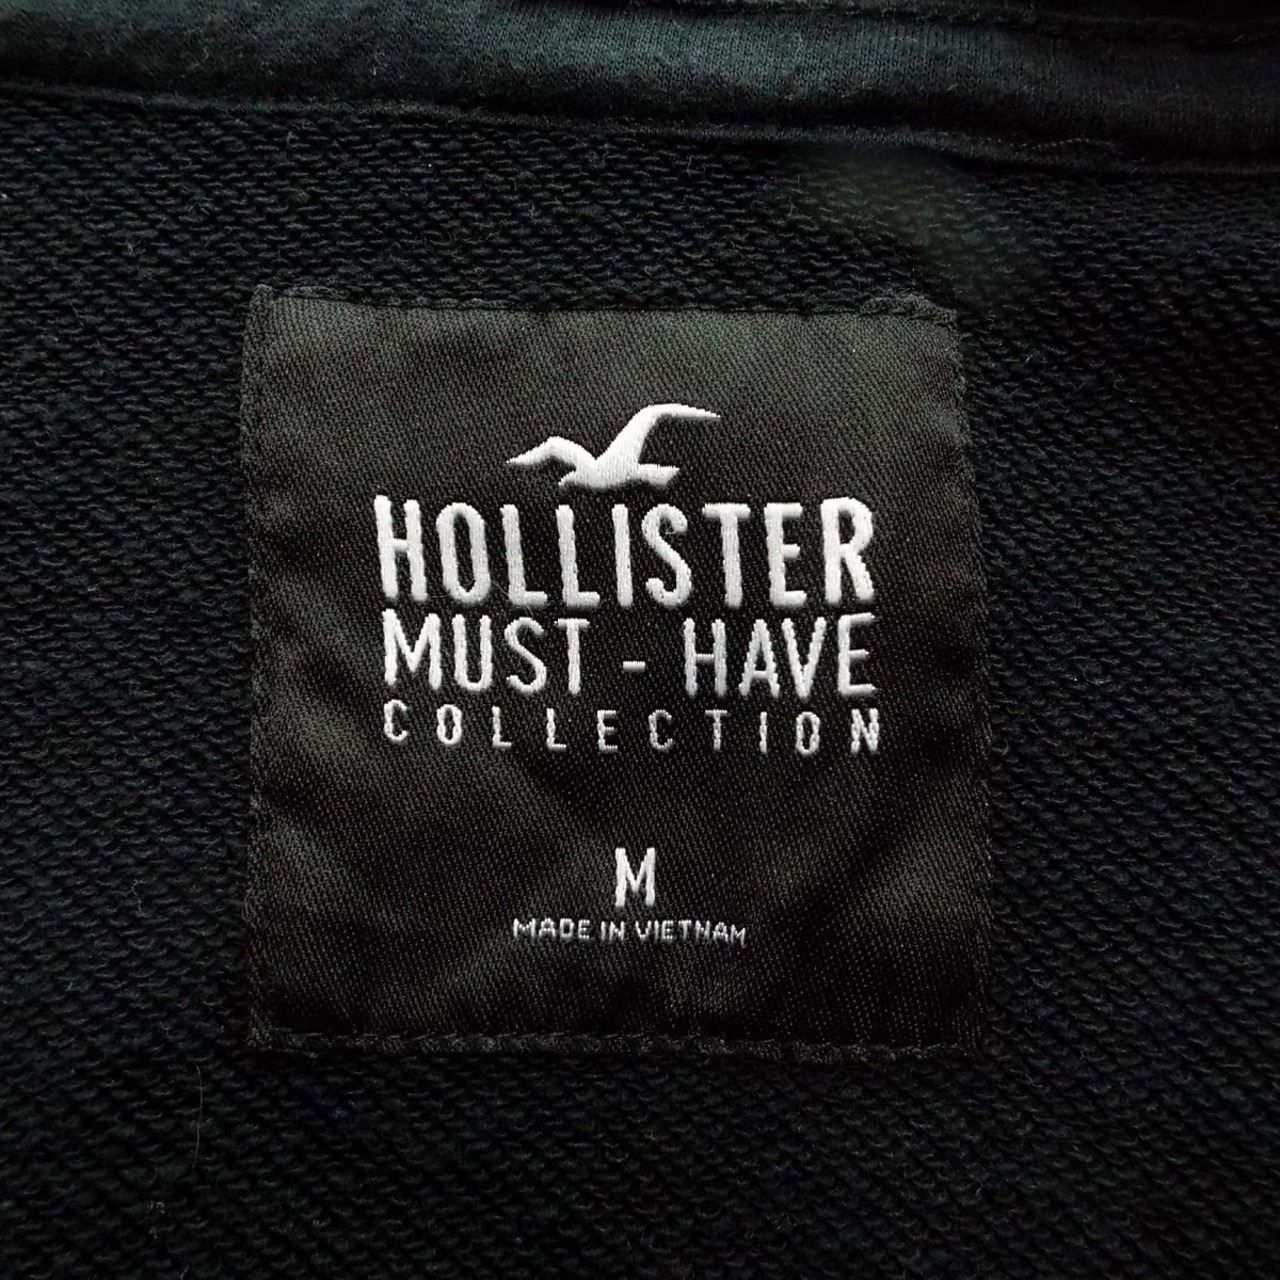 HOLLISTER
MUST - HAVE
COLLECTION
M
MADE IN VIETNAM